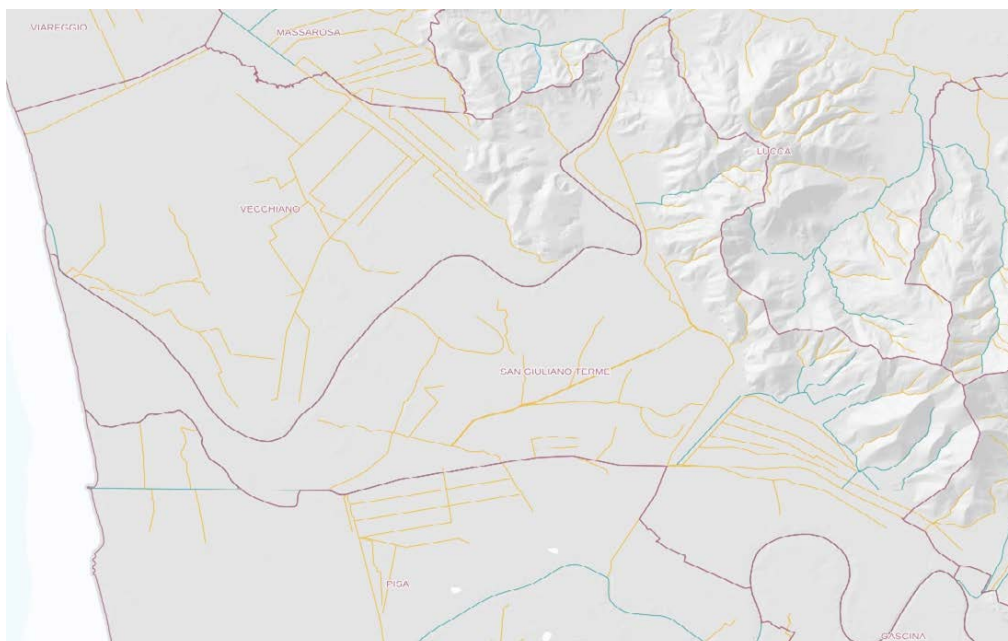 VIAREGGIO
MASSAROSA
LUCCA
VECCHIANO
SAN GIULIANO TERME
PISA
CASCINA